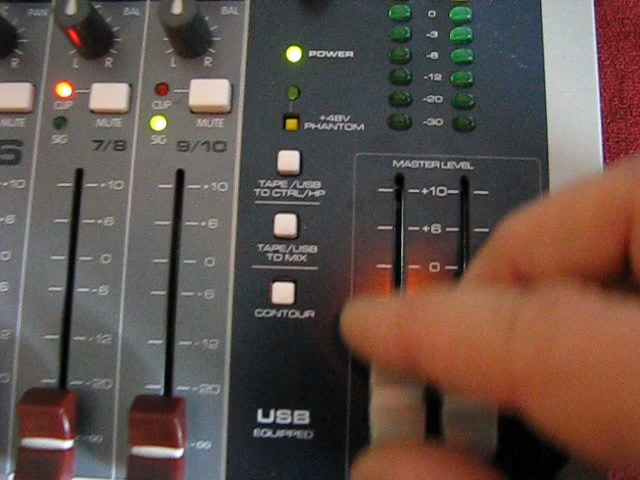 PAN
BAL
BAL
L R
L R
L R
CLIP
CLIP
MUTE
MUTE
MUTE
SIG
SIG
6
7/8
9/10
+10
+10
+6
+6
0
0
-6
-6
-12
-12
-20
-20
-∞
-∞
POWER
+48V
PHANTOM
TAPE/USB
TO CTRL/HP
TAPE/USB
TO MIX
CONTOUR
USB
EQUIPPED
0
-3
-6
-12
-20
-30
MASTER LEVEL
+10
+6
0